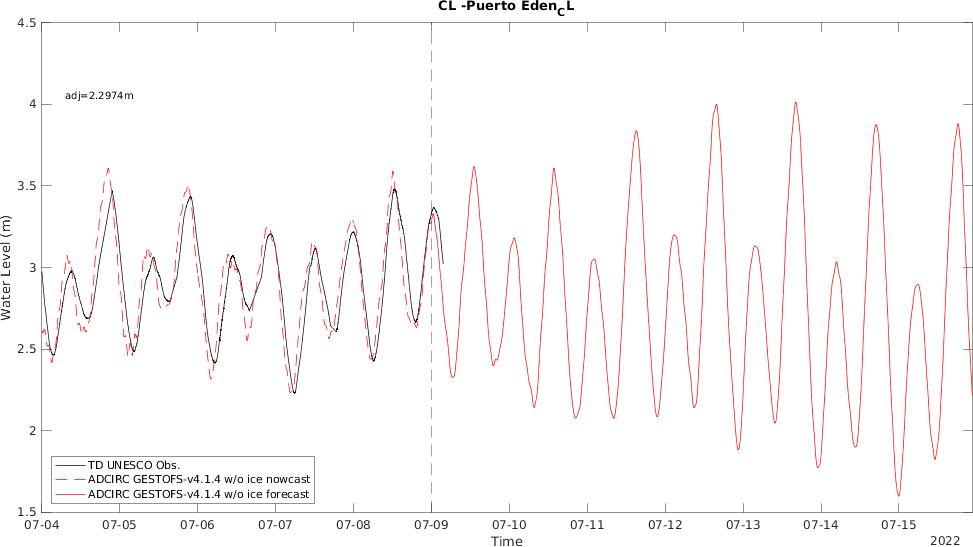 CL -Puerto Eden_CL
4.5
4
3.5
3
2.5
2
1.5
Water Level (m)
adj=2.2974m
TD UNESCO Obs.
ADCIRC GESTOFS-v4.1.4 w/o ice nowcast
ADCIRC GESTOFS-v4.1.4 w/o ice forecast
07-04 07-05 07-06 07-07 07-08 07-09 07-10 07-11 07-12 07-13 07-14 07-15
Time
2022